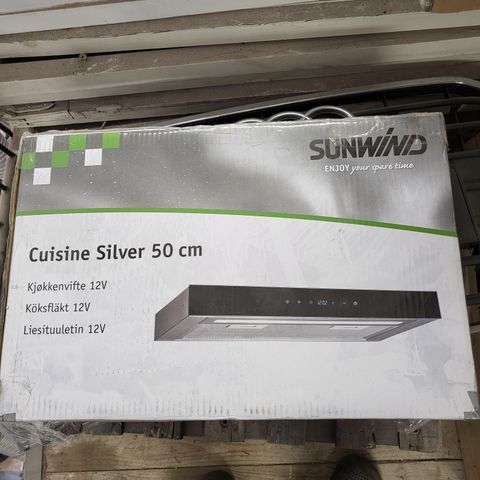 SUNWIND
ENJOY your spare time
Cuisine Silver 50 cm
Kjøkkenvifte 12V
Köksfläkt 12V
Liesituuletin 12V